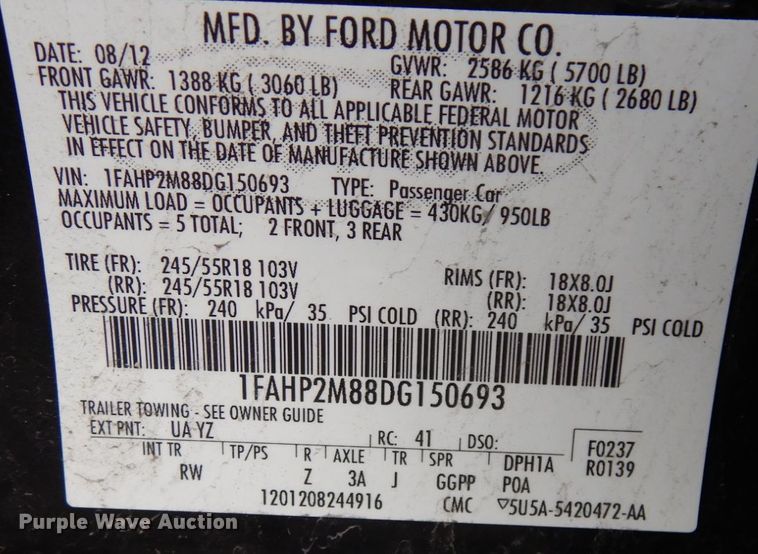 MFD. BY FORD MOTOR CO.
DATE: 08/12
GVWR: 2586 KG ( 5700 LB)
FRONT GAWR: 1388 KG ( 3060 LB)
REAR GAWR: 1216 KG ( 2680 LB)
THIS VEHICLE CONFORMS TO ALL APPLICABLE FEDERAL MOTOR
VEHICLE SAFETY, BUMPER, AND THEFT PREVENTION STANDARDS
IN EFFECT ON THE DATE OF MANUFACTURE SHOWN ABOVE.
VIN: 1FAHP2M88DG150693 TYPE: Passenger Car
MAXIMUM LOAD = OCCUPANTS + LUGGAGE = 430KG/ 950LB
OCCUPANTS = 5 TOTAL; 2 FRONT, 3 REAR
TIRE (FR): 245/55R18 103V RIMS (FR): 18X8.0J
(RR): 245/55R18 103V (RR): 18X8.0J
PRESSURE (FR): 240 kPa/ 35 PSI COLD (RR): 240 kPa/ 35 PSI COLD
1FAHP2M88DG150693
TRAILER TOWING - SEE OWNER GUIDE
EXT PNT: UA YZ RC: 41 DSO: F0237
INT TR TP/PS R AXLE TR SPR DPH1A R0139
RW Z 3A J GGPP P0A
1201208244916 CMC ▽5U5A-5420472-AA
Purple Wave Auction